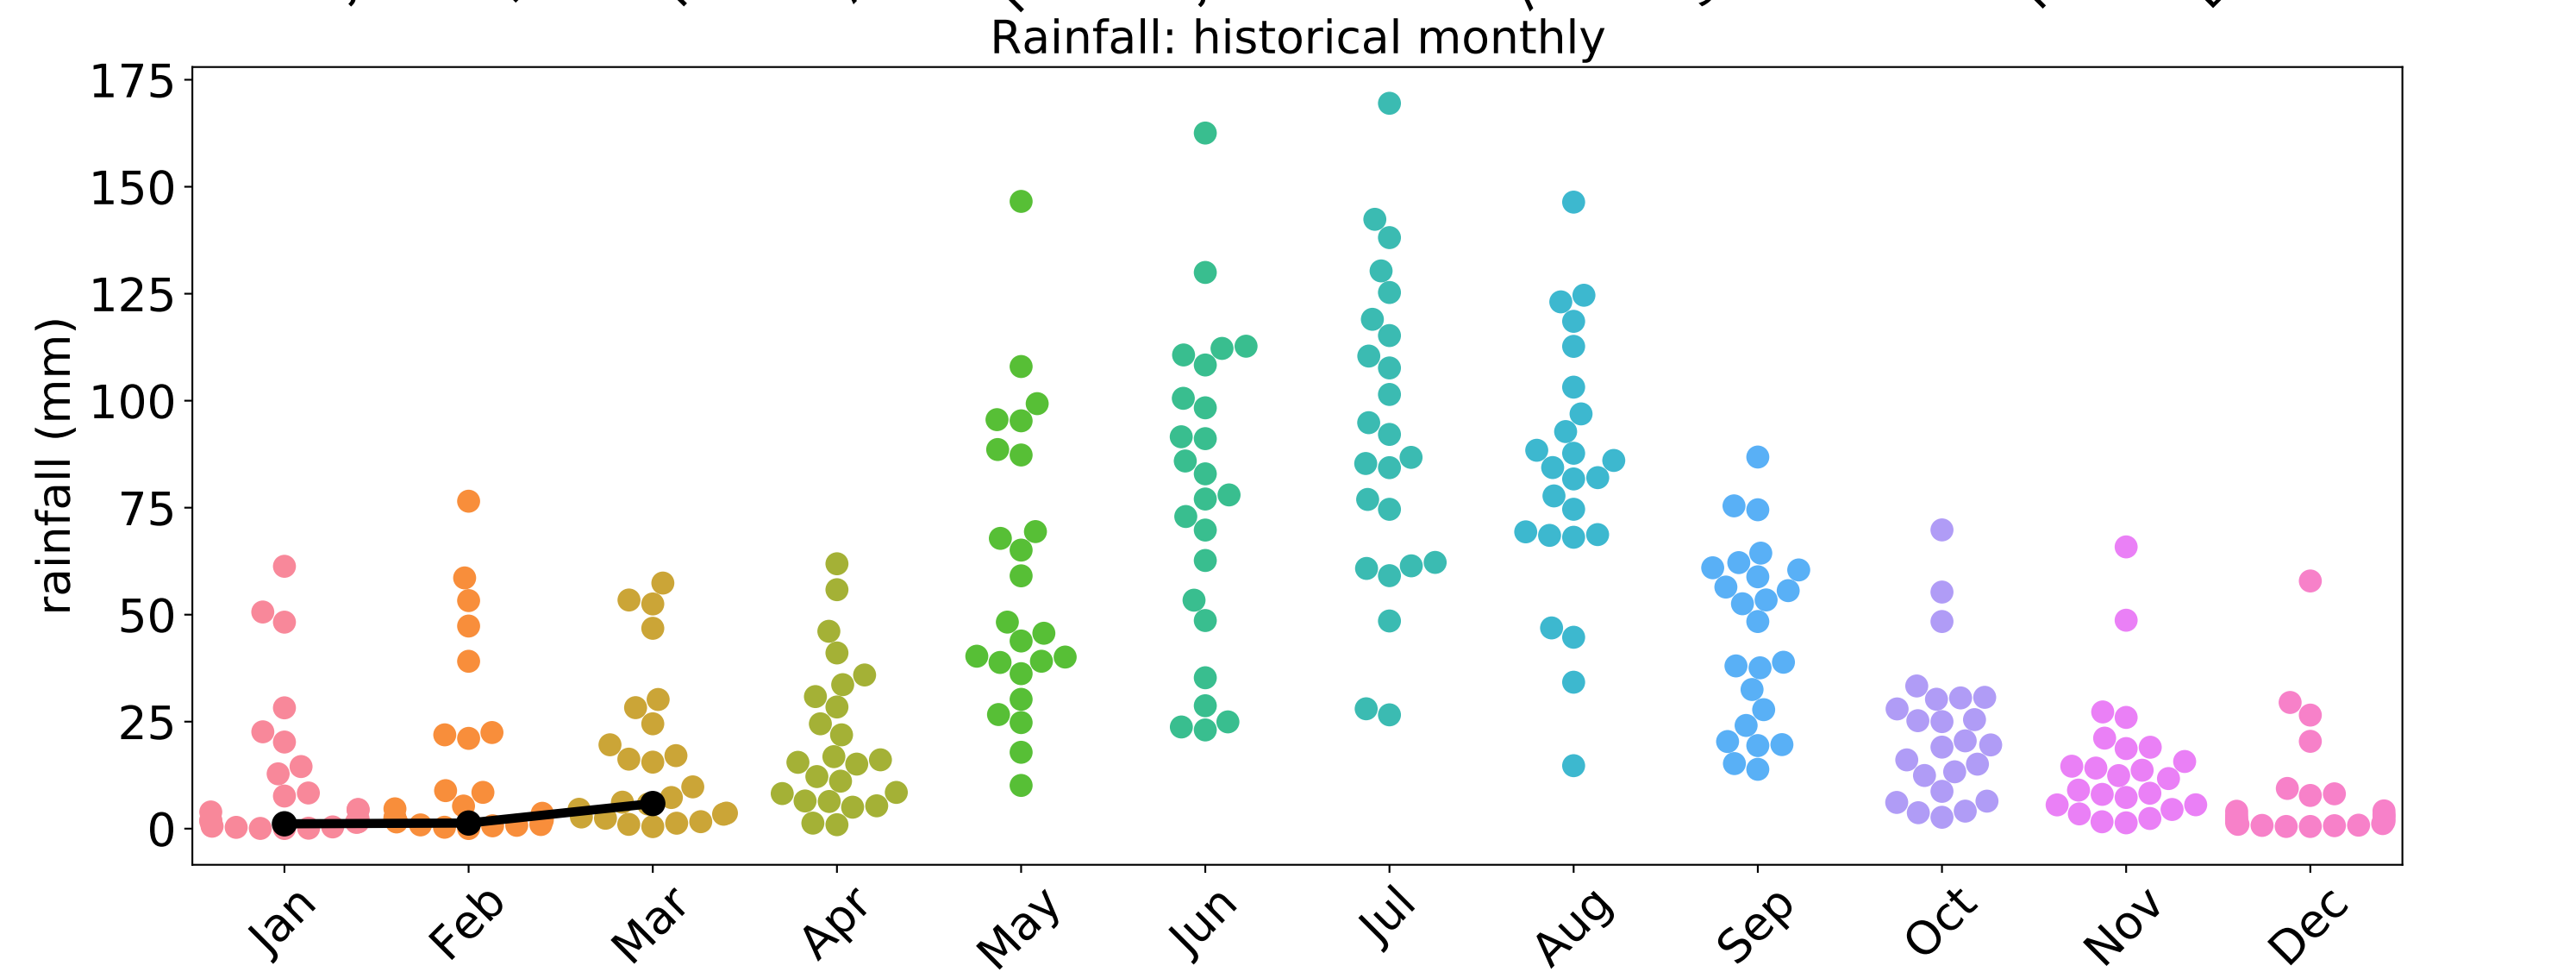 Rainfall: historical monthly
175
150
125
100
75
50
25
0
rainfall (mm)
Jan
Feb
Mar
Apr
May
Jun
Jul
Aug
Sep
Oct
Nov
Dec